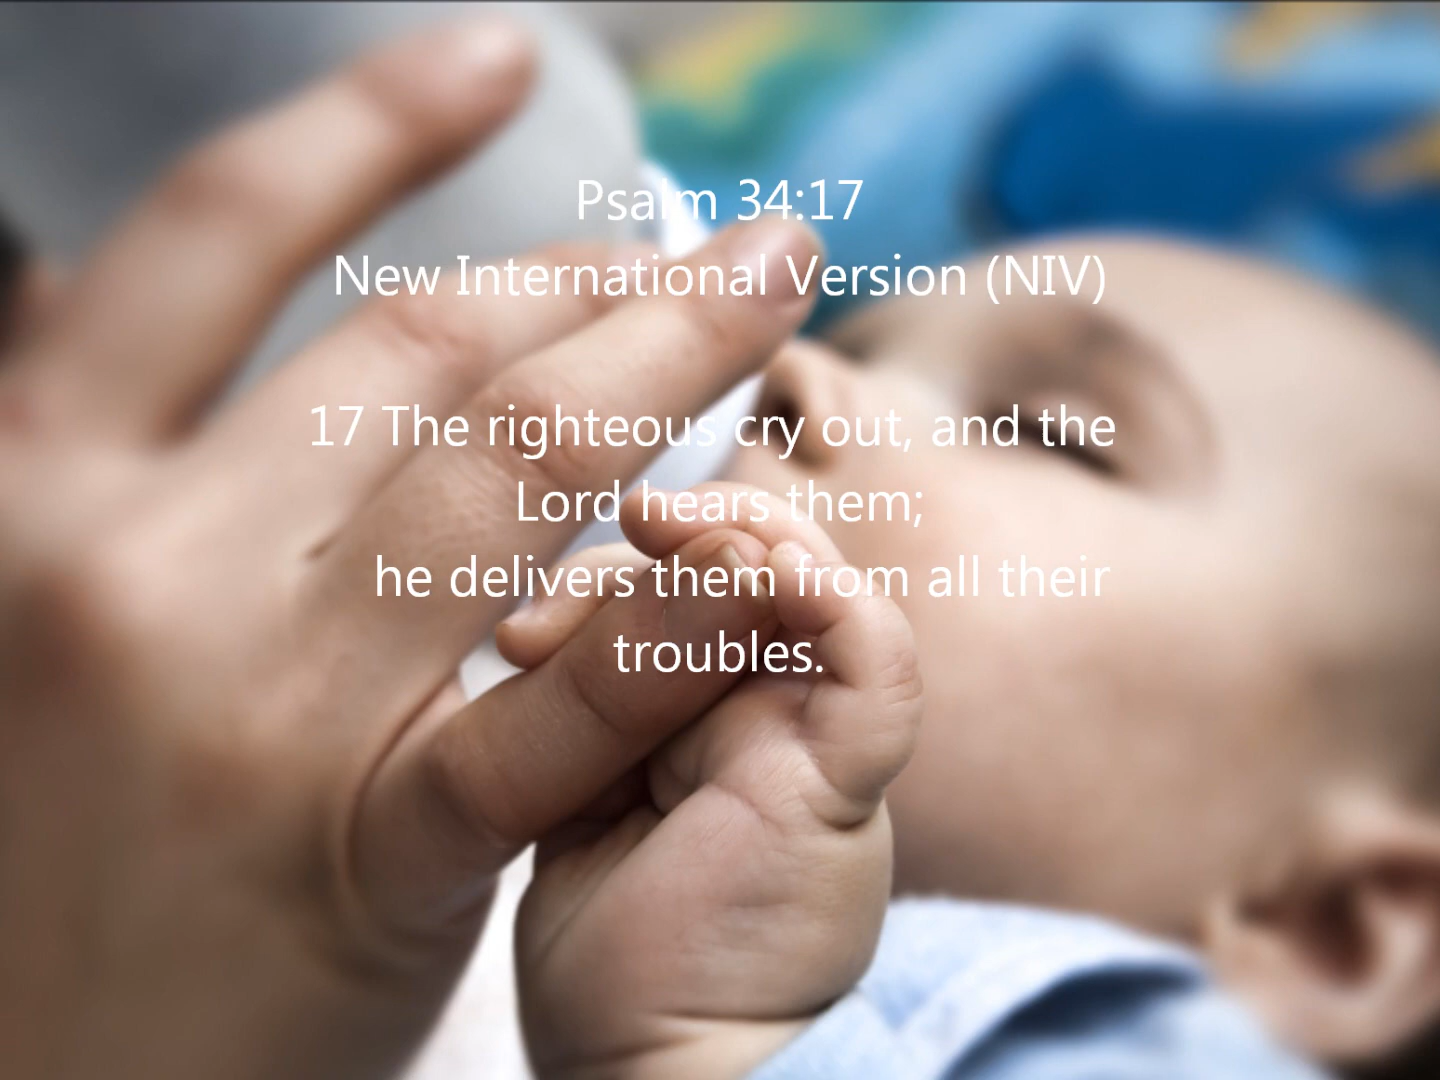 Psalm 34:17
New International Version (NIV)
17 The righteous cry out, and the
Lord hears them;
he delivers them from all their
troubles.